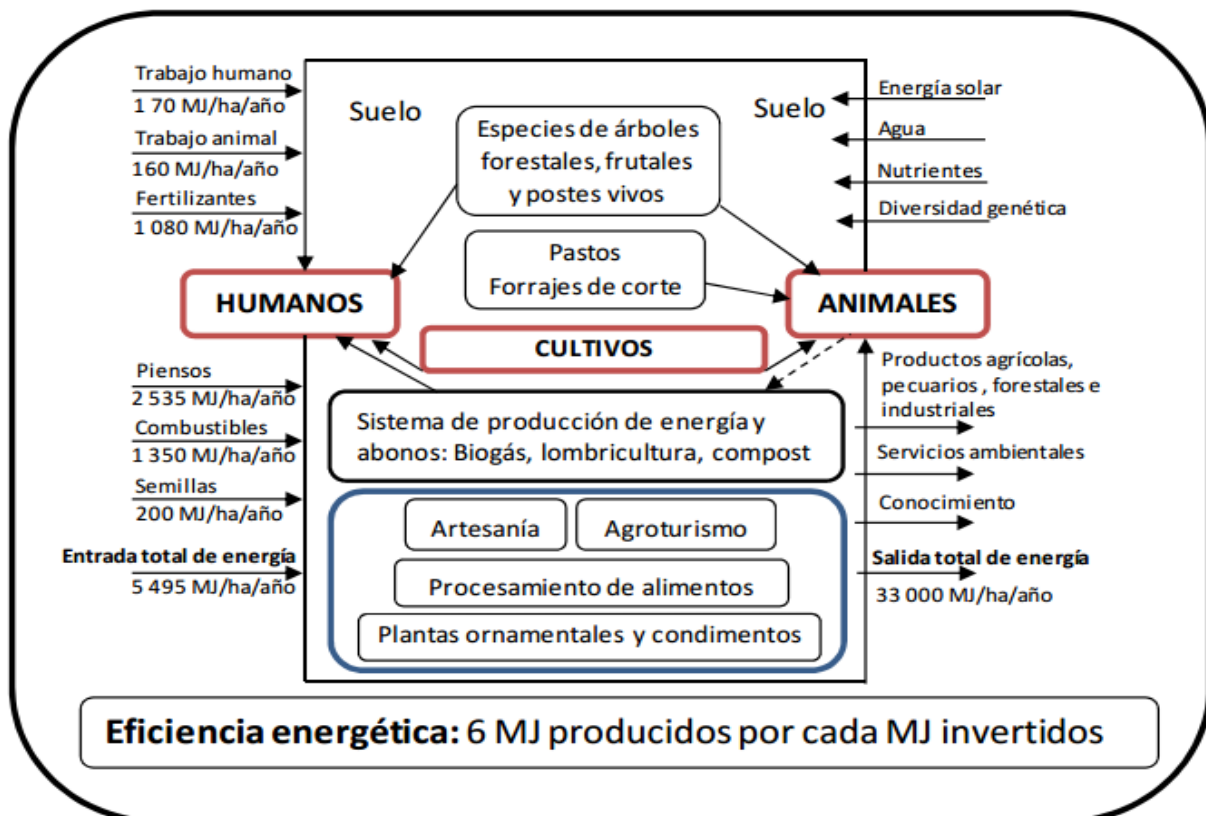 Trabajo humano
1 70 MJ/ha/año
Trabajo animal
160 MJ/ha/año
Fertilizantes
1 080 MJ/ha/año
Suelo
Especies de árboles
forestales, frutales
y postes vivos
Suelo
Energía solar
Agua
Nutrientes
Diversidad genética
Pastos
Forrajes de corte
HUMANOS
ANIMALES
CULTIVOS
Piensos
2 535 MJ/ha/año
Combustibles
1 350 MJ/ha/año
Semillas
200 MJ/ha/año
Entrada total de energía
5 495 MJ/ha/año
Sistema de producción de energía y
abonos: Biogás, lombricultura, compost
Artesanía
Agroturismo
Procesamiento de alimentos
Plantas ornamentales y condimentos
Productos agrícolas,
pecuarios , forestales e
industriales
Servicios ambientales
Conocimiento
Salida total de energía
33 000 MJ/ha/año
Eficiencia energética: 6 MJ producidos por cada MJ invertidos